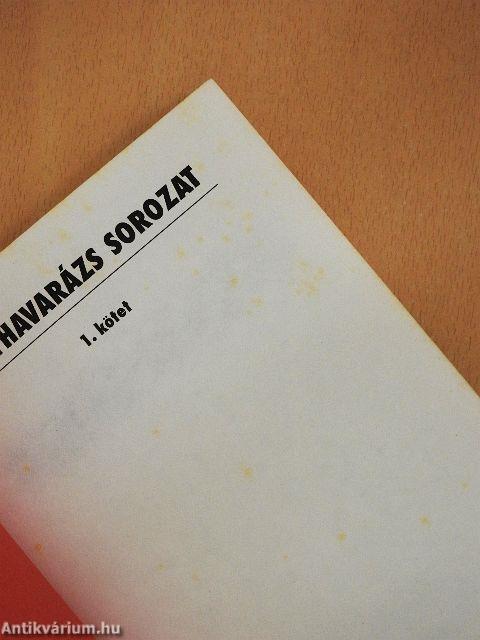 HAVARÁZS SOROZAT
1. kötet
Antikvárium.hu